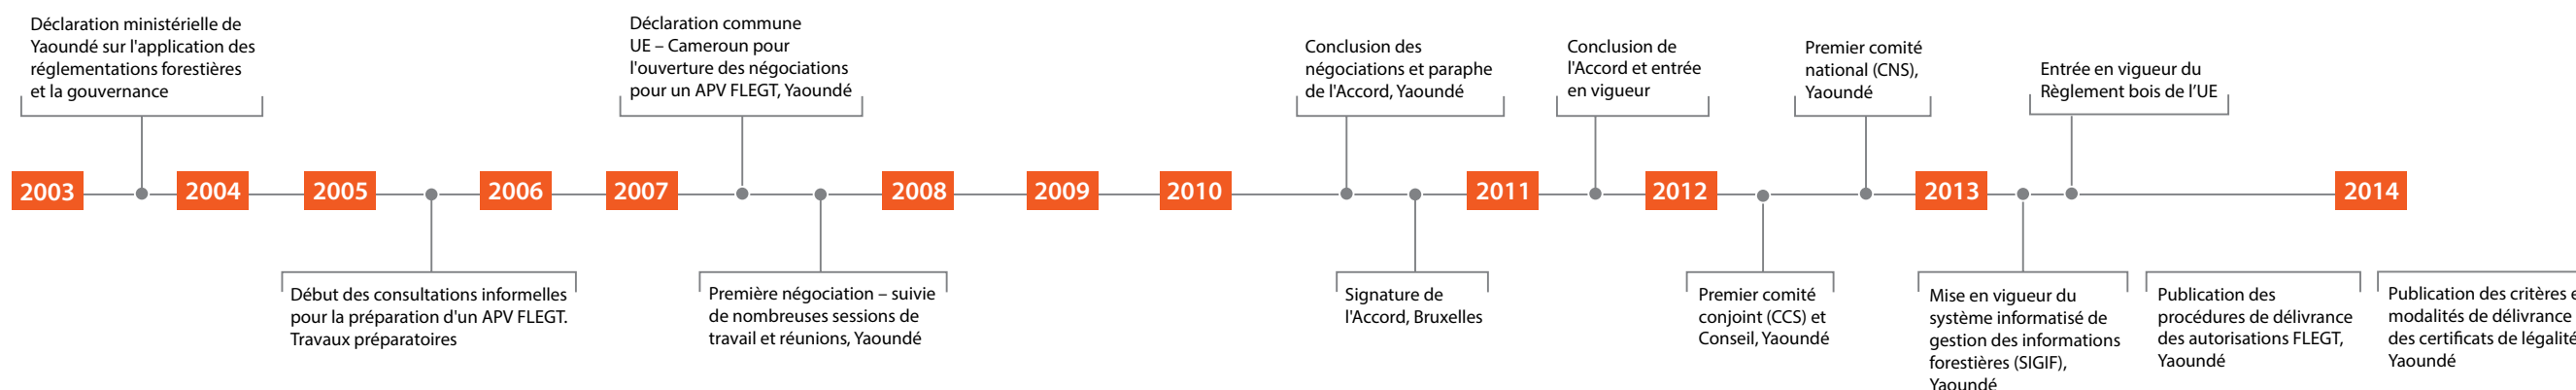 Déclaration ministérielle de
Yaoundé sur l'application des
réglementations forestières
et la gouvernance
Déclaration commune
UE – Cameroun pour
l'ouverture des négociations
pour un APV FLEGT, Yaoundé
Conclusion des
négociations et paraphe
de l'Accord, Yaoundé
Conclusion de
l'Accord et entrée
en vigueur
Premier comité
national (CNS),
Yaoundé
Entrée en vigueur du
Règlement bois de l’UE
2003
2004
2005
2006
2007
2008
2009
2010
2011
2012
2013
2014
Début des consultations informelles
pour la préparation d'un APV FLEGT.
Travaux préparatoires
Première négociation – suivie
de nombreuses sessions de
travail et réunions, Yaoundé
Signature de
l'Accord, Bruxelles
Premier comité
conjoint (CCS) et
Conseil, Yaoundé
Mise en vigueur du
système informatisé de
gestion des informations
forestières (SIGIF),
Yaoundé
Publication des
procédures de délivrance
des autorisations FLEGT,
Yaoundé
Publication des critères
modalités de délivrance
des certificats de légalité
Yaoundé